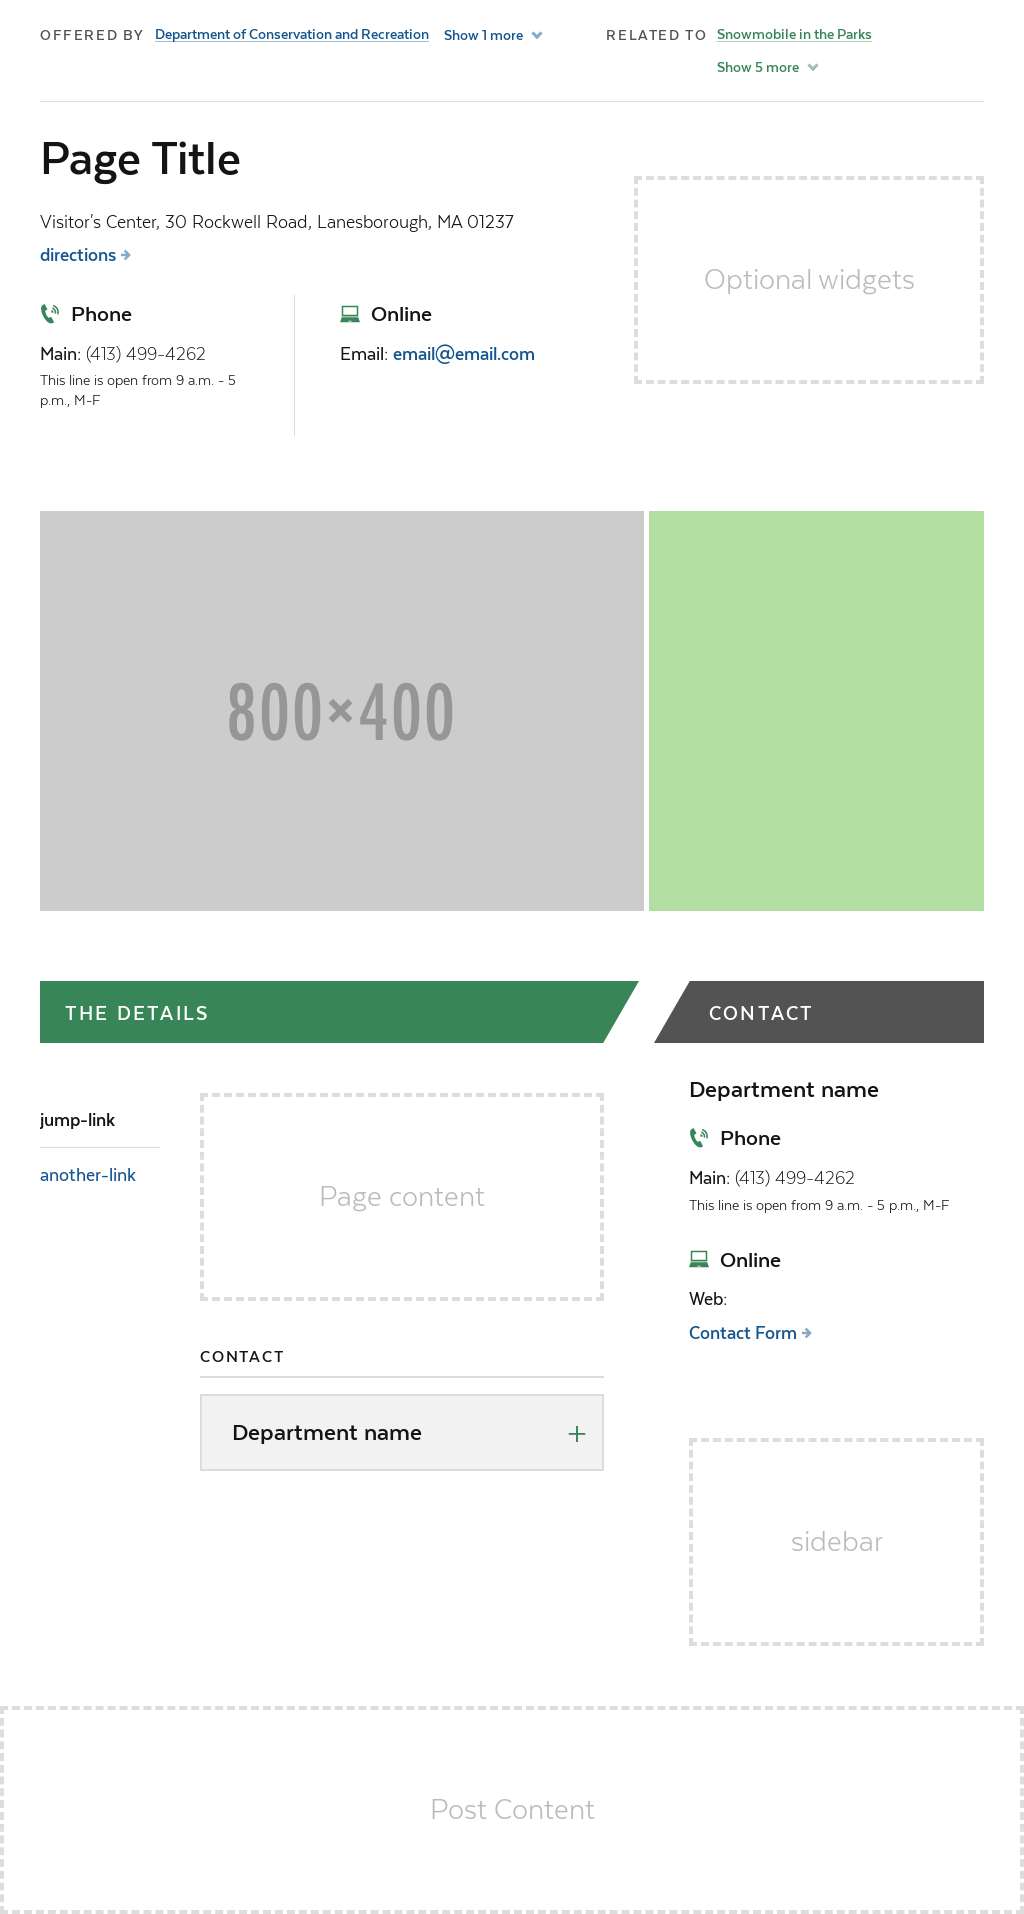 OFFERED BY Department of Conservation and Recreation Show 1 more
RELATED TO Snowmobile in the Parks
Show 5 more
Page Title
Visitor's Center, 30 Rockwell Road, Lanesborough, MA 01237
directions
Phone
Main: (413) 499-4262
This line is open from 9 a.m. - 5
p.m., M-F
Online
Email: email@email.com
Optional widgets
800×400
THE DETAILS
jump-link
another-link
Page content
CONTACT
Department name
CONTACT
Department name
Phone
Main: (413) 499-4262
This line is open from 9 a.m. - 5 p.m., M-F
Online
Web:
Contact Form
sidebar
Post Content